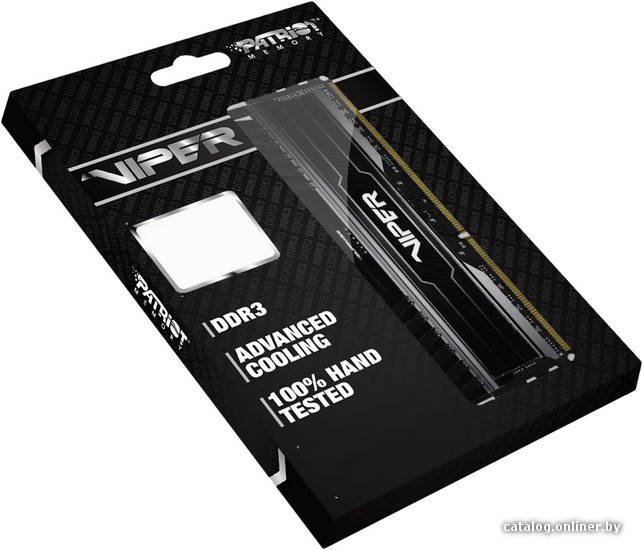 PATRIOT
MEMORY
VIPER
VIPER
PATRIOT
MEMORY
DDR3
ADVANCED
COOLING
100% HAND
TESTED
catalog.onliner.by